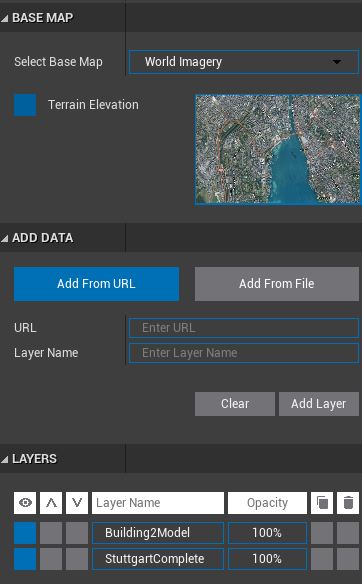 BASE MAP
Select Base Map World Imagery
Terrain Elevation
ADD DATA
Add From URL Add From File
URL Enter URL
Layer Name Enter Layer Name
Clear Add Layer
LAYERS
Layer Name Opacity
Building2Model 100%
StuttgartComplete 100%